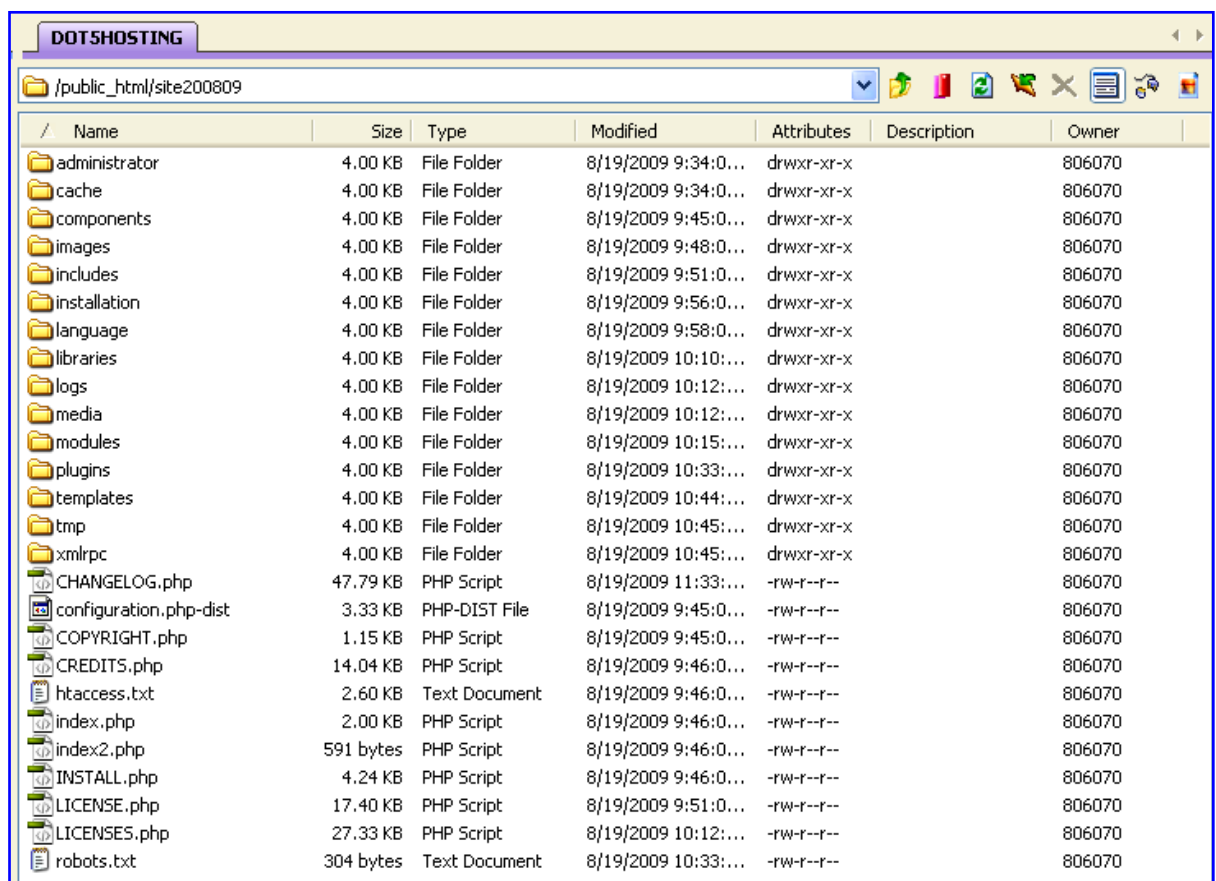 DOT5HOSTING
/public_html/site200809
/ Name Size Type Modified Attributes Description Owner
administrator 4.00 KB File Folder 8/19/2009 9:34:0... drwxr-xr-x 806070
cache 4.00 KB File Folder 8/19/2009 9:34:0... drwxr-xr-x 806070
components 4.00 KB File Folder 8/19/2009 9:45:0... drwxr-xr-x 806070
images 4.00 KB File Folder 8/19/2009 9:48:0... drwxr-xr-x 806070
includes 4.00 KB File Folder 8/19/2009 9:51:0... drwxr-xr-x 806070
installation 4.00 KB File Folder 8/19/2009 9:56:0... drwxr-xr-x 806070
language 4.00 KB File Folder 8/19/2009 9:58:0... drwxr-xr-x 806070
libraries 4.00 KB File Folder 8/19/2009 10:10:... drwxr-xr-x 806070
logs 4.00 KB File Folder 8/19/2009 10:12:... drwxr-xr-x 806070
media 4.00 KB File Folder 8/19/2009 10:12:... drwxr-xr-x 806070
modules 4.00 KB File Folder 8/19/2009 10:15:... drwxr-xr-x 806070
plugins 4.00 KB File Folder 8/19/2009 10:33:... drwxr-xr-x 806070
templates 4.00 KB File Folder 8/19/2009 10:44:... drwxr-xr-x 806070
tmp 4.00 KB File Folder 8/19/2009 10:45:... drwxr-xr-x 806070
xmlrpc 4.00 KB File Folder 8/19/2009 10:45:... drwxr-xr-x 806070
CHANGELOG.php 47.79 KB PHP Script 8/19/2009 11:33:... -rw-r--r-- 806070
configuration.php-dist 3.33 KB PHP-DIST File 8/19/2009 9:45:0... -rw-r--r-- 806070
COPYRIGHT.php 1.15 KB PHP Script 8/19/2009 9:45:0... -rw-r--r-- 806070
CREDITS.php 14.04 KB PHP Script 8/19/2009 9:46:0... -rw-r--r-- 806070
htaccess.txt 2.60 KB Text Document 8/19/2009 9:46:0... -rw-r--r-- 806070
index.php 2.00 KB PHP Script 8/19/2009 9:46:0... -rw-r--r-- 806070
index2.php 591 bytes PHP Script 8/19/2009 9:46:0... -rw-r--r-- 806070
INSTALL.php 4.24 KB PHP Script 8/19/2009 9:46:0... -rw-r--r-- 806070
LICENSE.php 17.40 KB PHP Script 8/19/2009 9:51:0... -rw-r--r-- 806070
LICENSES.php 27.33 KB PHP Script 8/19/2009 10:12:... -rw-r--r-- 806070
robots.txt 304 bytes Text Document 8/19/2009 10:33:... -rw-r--r-- 806070